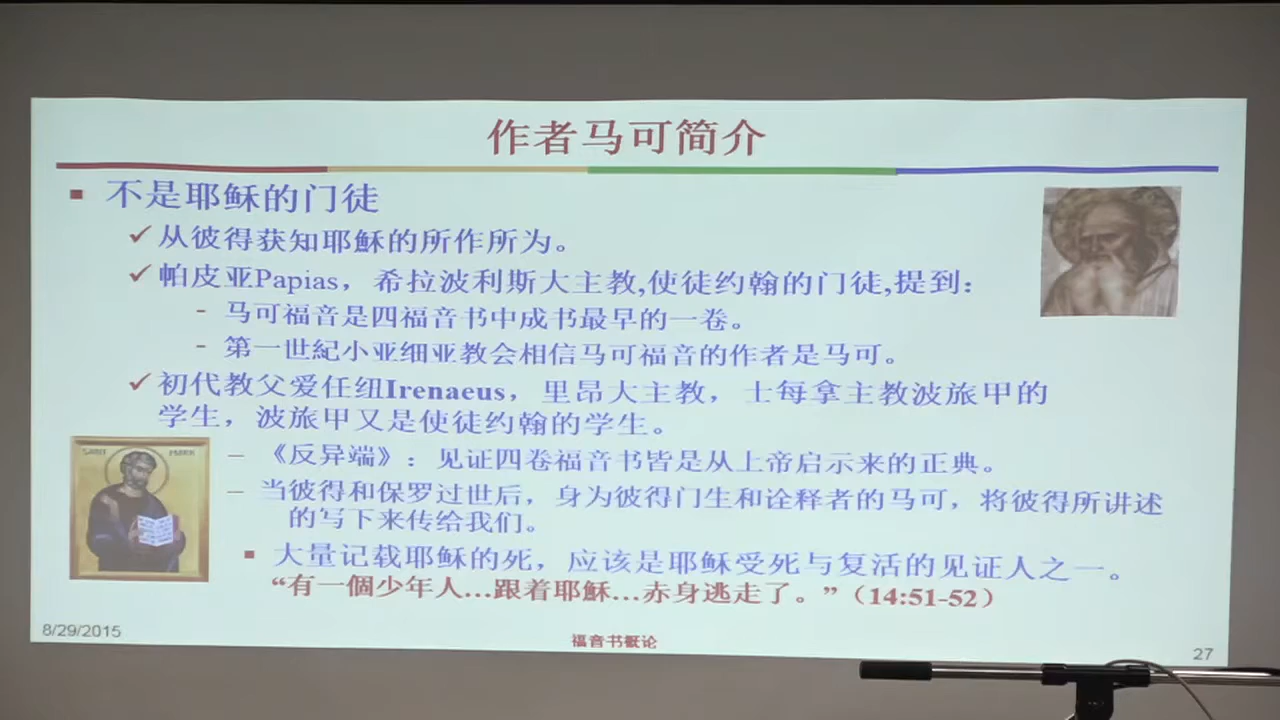 作者马可简介
▪ 不是耶穌的门徒
✓ 从彼得获知耶穌的所作所为。
✓ 帕皮亚Papias，希拉波利斯大主教,使徒约翰的门徒,提到：
- 马可福音是四福音书中成书最早的一卷。
- 第一世紀小亚细亚教会相信马可福音的作者是马可。
✓ 初代教父爱任纽Irenaeus，里昂大主教，士每拿主教波旅甲的
学生，波旅甲又是使徒约翰的学生。
SAINT MARK
– 《反异端》：见证四卷福音书皆是从上帝启示来的正典。
– 当彼得和保罗过世后，身为彼得门生和诠释者的马可，将彼得所讲述
的写下来传给我们。
▪ 大量记载耶穌的死，应该是耶穌受死与复活的见证人之一。
“有一個少年人…跟着耶穌…赤身逃走了。”（14:51-52）
8/29/2015
福音书概论
27